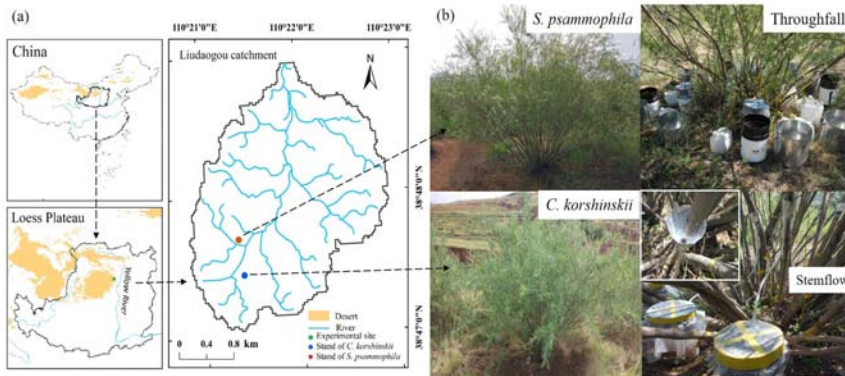 (a)
110°21'0"E
110°22'0"E
110°23'0"E
China
Liudaogou catchment
N
38°48'0"N
38°47'0"N
Loess Plateau
Yellow River
Desert
River
Experimental site
Stand of C. korshinskii
Stand of S. psammophila
0 0.4 0.8 km
(b)
S. psammophila
Throughfall
C. korshinskii
Stemflow